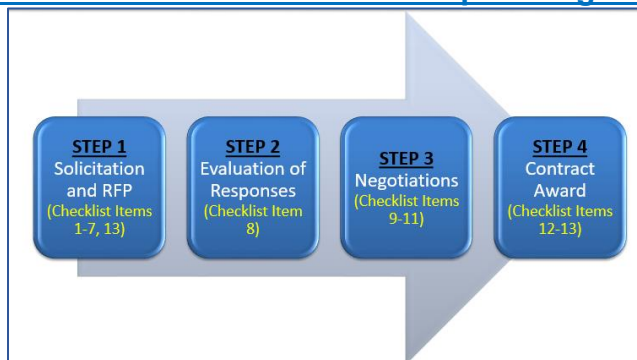 STEP 1
Solicitation
and RFP
(Checklist Items
1-7, 13)
STEP 2
Evaluation of
Responses
(Checklist Item
8)
STEP 3
Negotiations
(Checklist Items
9-11)
STEP 4
Contract
Award
(Checklist Items
12-13)